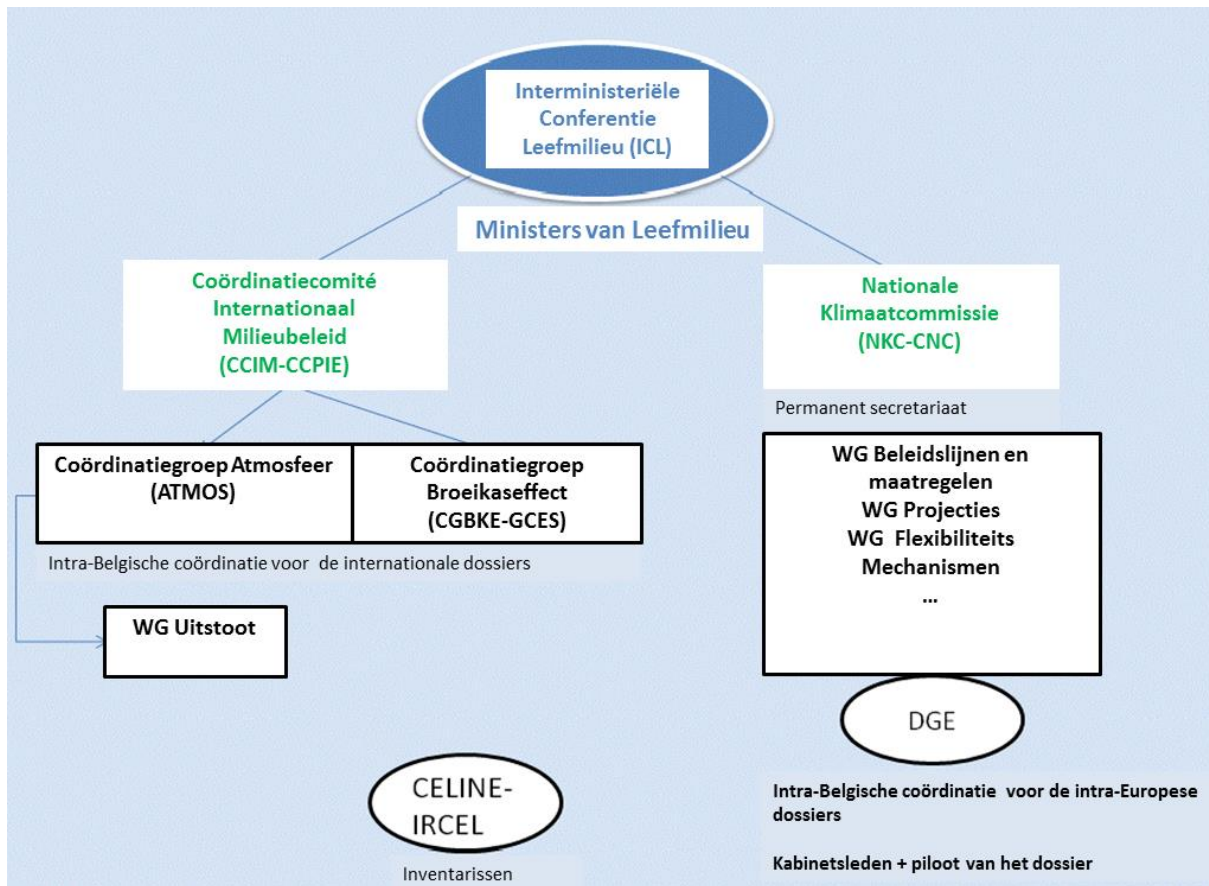 Interministeriële
Conferentie
Leefmilieu (ICL)
Ministers van Leefmilieu
Coördinatiecomité
Internationaal
Milieubeleid
(CCIM-CCPIE)
Nationale
Klimaatcommissie
(NKC-CNC)
Permanent secretariaat
Coördinatiegroep Atmosfeer
(ATMOS)
Coördinatiegroep
Broeikaseffect
(CGBKE-GCES)
Intra-Belgische coördinatie voor de internationale dossiers
WG Uitstoot
WG Beleidslijnen en
maatregelen
WG Projecties
WG Flexibiliteits
Mechanismen
...
DGE
CELINE-
IRCEL
Inventarissen
Intra-Belgische coördinatie voor de intra-Europese
dossiers
Kabinetsleden + piloot van het dossier